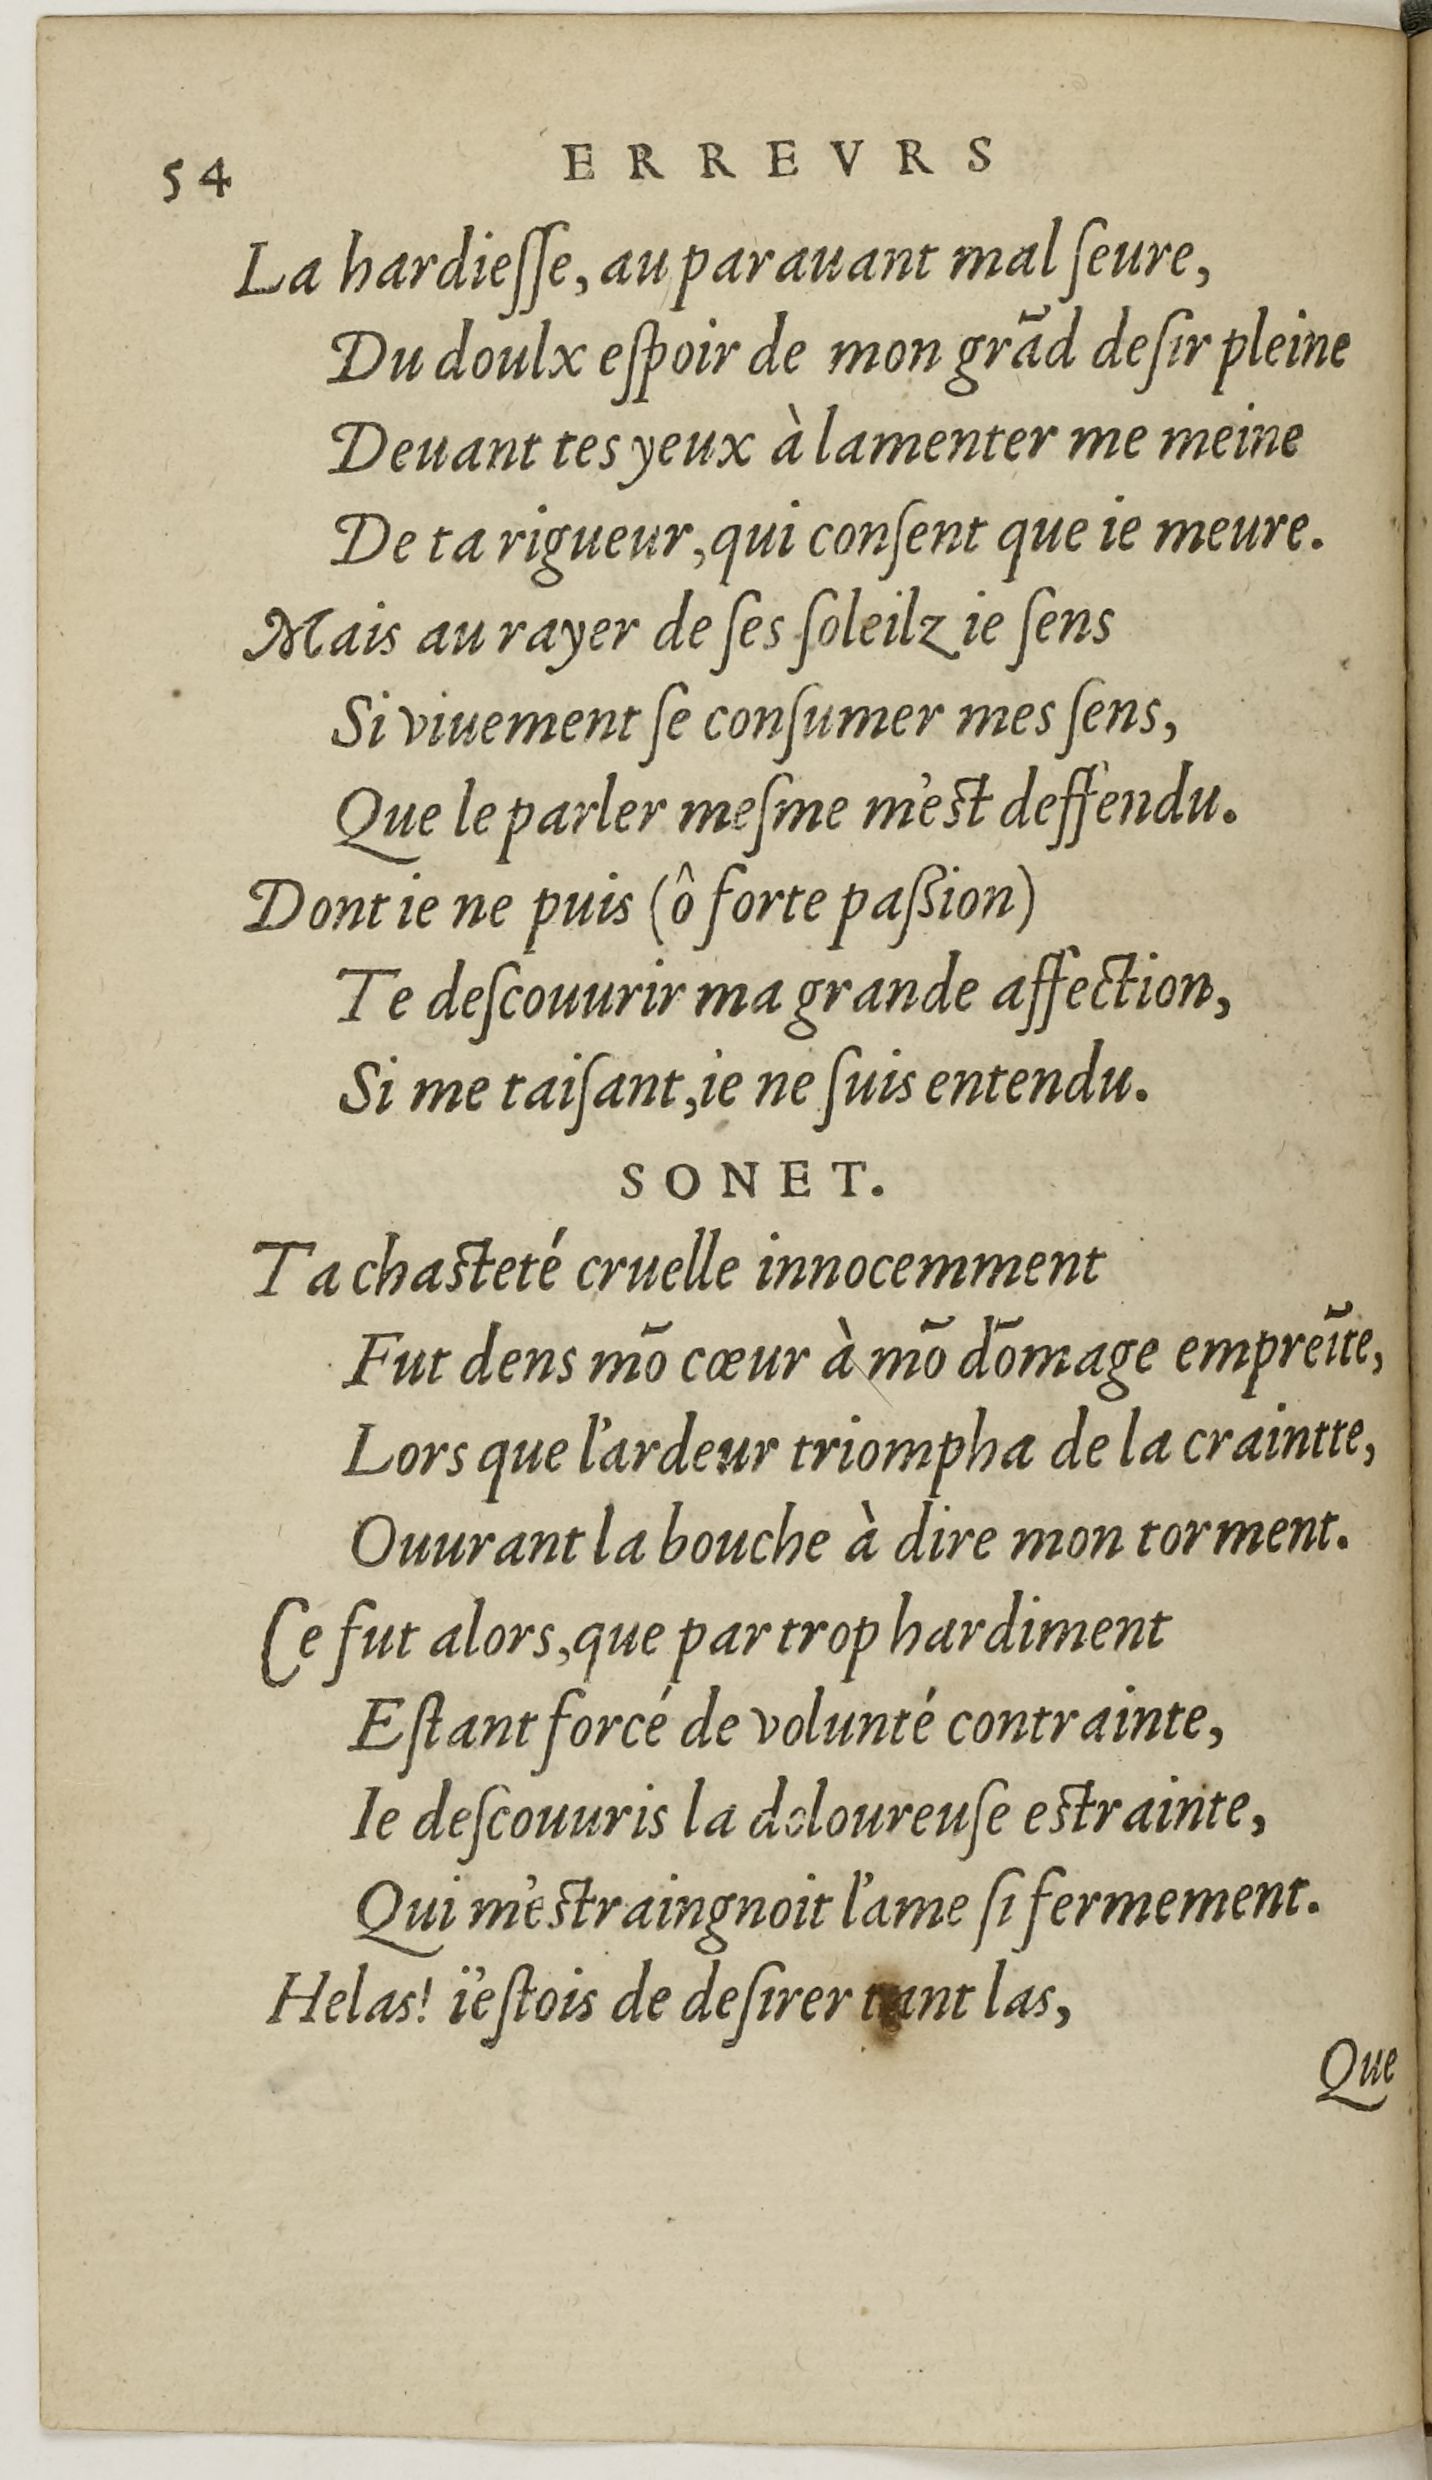 54
ERREVRS
La hardieſſe, au parauant mal ſeure,
Du doulx eſpoir de mon grãd deſir pleine
Deuant tes yeux à lamenter me meine
De ta rigueur, qui conſent que ie meure.
Mais au rayer de ſes ſoleilz ie ſens
Si viuement ſe conſumer mes ſens,
Que le parler meſme m'eſt deffendu.
Dont ie ne puis (ô forte paſsion)
Te deſcouurir ma grande affection,
Si me taiſant, ie ne ſuis entendu.
SONET.
Ta chaſteté cruelle innocemment
Fut dens mõ cœur à mõ dõmage empreĩte,
Lors que l'ardeur triompha de la craintte,
Ouurant la bouche à dire mon torment.
Ce fut alors, que par trop hardiment
Eſtant forcé de volunté contrainte,
Ie deſcouuris la doloureuſe eſtrainte,
Qui m'eſtraingnoit l'ame ſi fermement.
Helas! i'eſtois de deſirer tant las,
Que